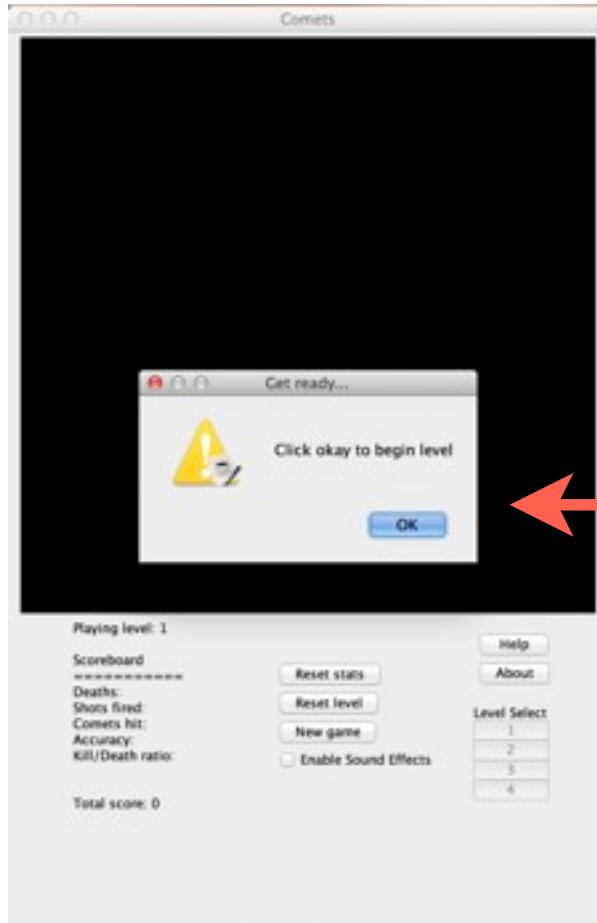 Comets
Get ready...
Click okay to begin level
OK
Playing level: 1
Scoreboard
===========
Deaths:
Shots fired:
Comets hit:
Accuracy:
Kill/Death ratio:
Total score: 0
Reset stats
Reset level
New game
Enable Sound Effects
Help
About
Level Select
1
2
3
4